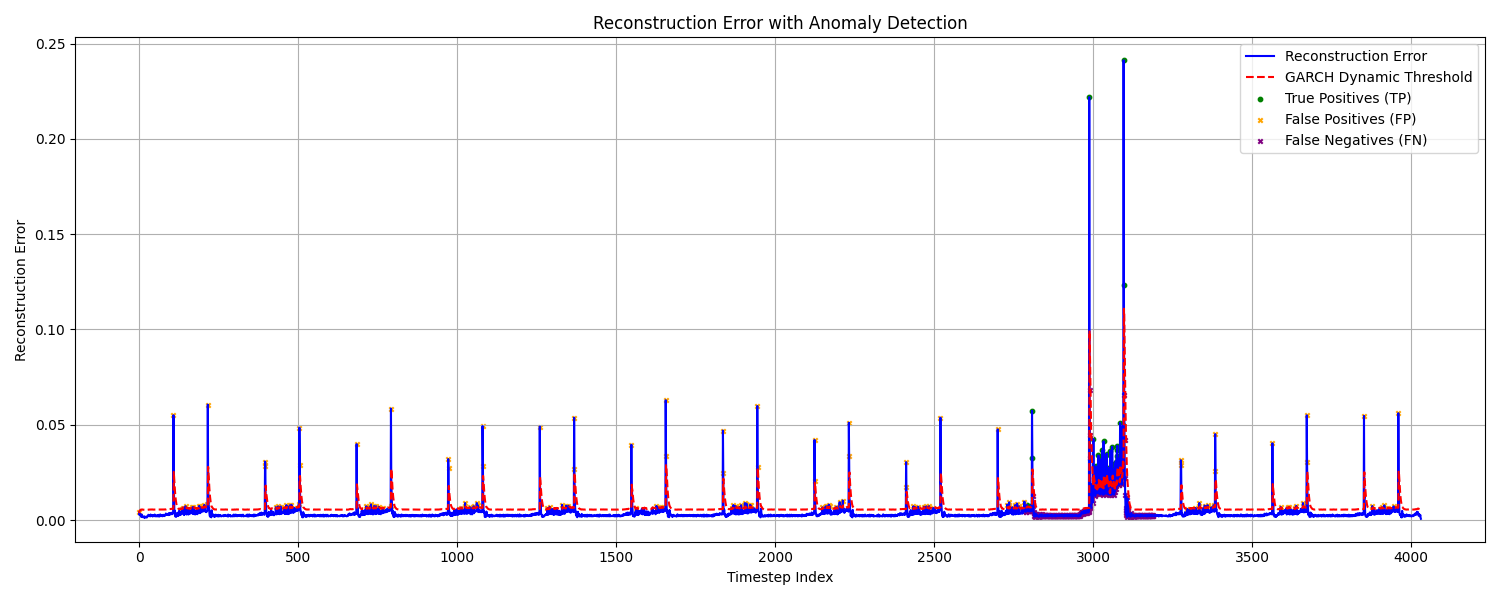 Reconstruction Error with Anomaly Detection
Reconstruction Error
0.25
0.20
0.15
0.10
0.05
0.00
Reconstruction Error
GARCH Dynamic Threshold
True Positives (TP)
False Positives (FP)
False Negatives (FN)
0 500 1000 1500 2000 2500 3000 3500 4000
Timestep Index